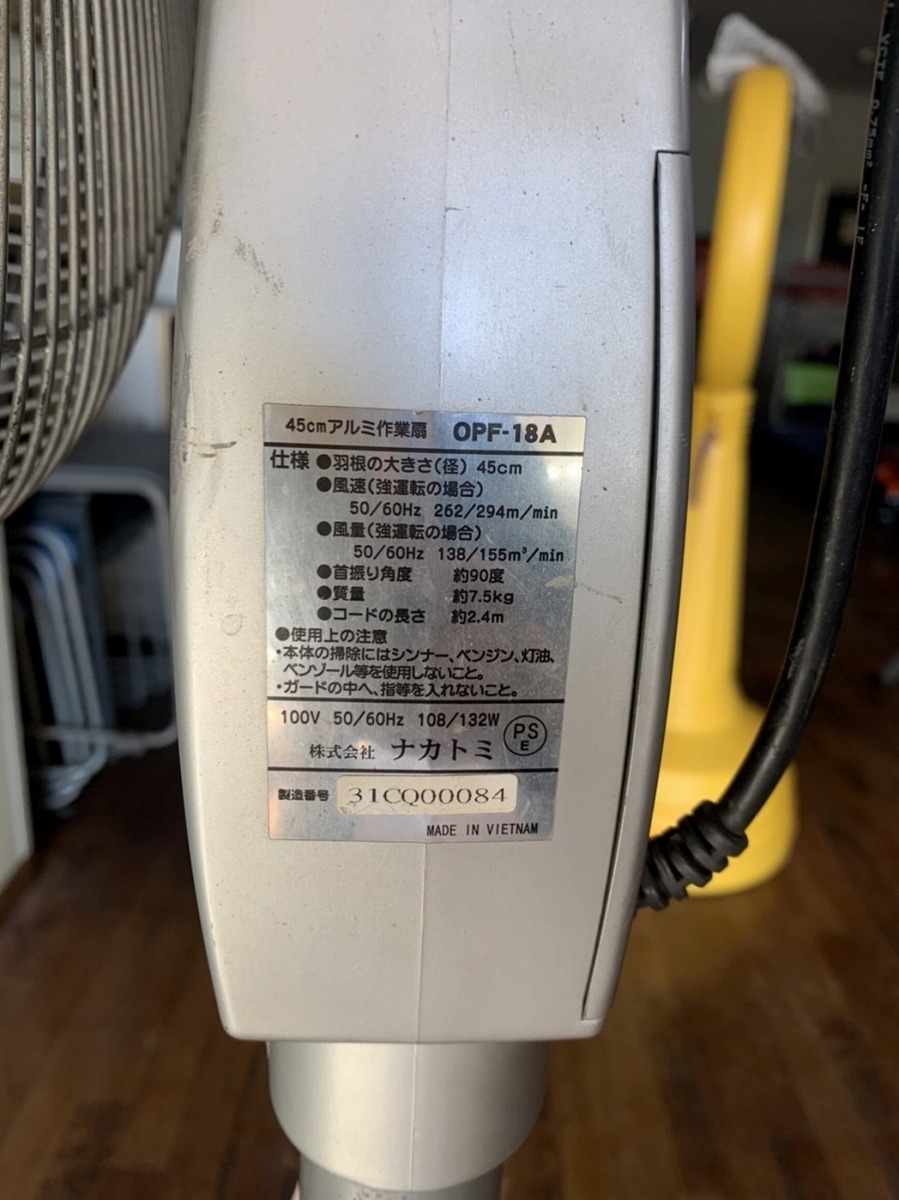 45cmアルミ作業扇 OPF-18A
仕様 ●羽根の大きさ(径) 45cm
●風速(強運転の場合)
50/60Hz 262/294m/min
●風量(強運転の場合)
50/60Hz 138/155m³/min
●首振り角度 約90度
●質量 約7.5kg
●コードの長さ 約2.4m
●使用上の注意
・本体の掃除にはシンナー、ベンジン、灯油、
ベンゾール等を使用しないこと。
・ガードの中へ、指等を入れないこと。
100V 50/60Hz 108/132W
PS
E
株式会社 ナカトミ
製造番号 31CQ00084
MADE IN VIETNAM
VCTF 0.75mm²